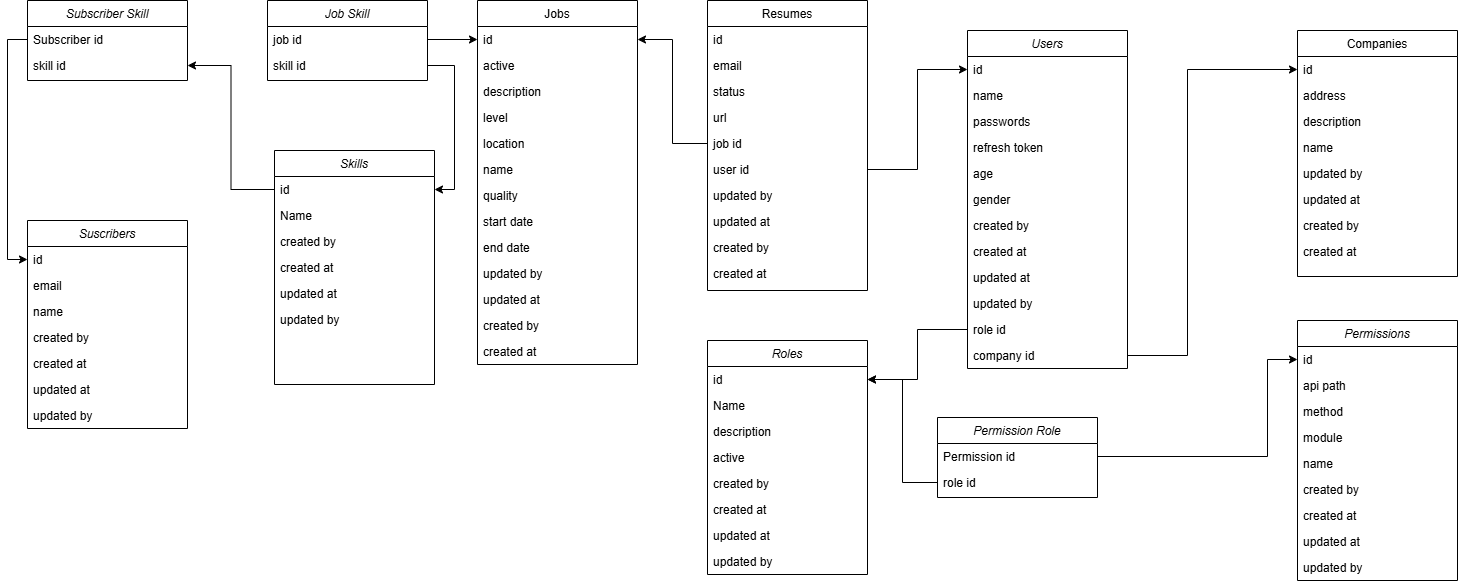 Subscriber Skill
Subscriber id
skill id
Job Skill
job id
skill id
Jobs
id
active
description
level
location
name
quality
start date
end date
updated by
updated at
created by
created at
Resumes
id
email
status
url
job id
user id
updated by
updated at
created by
created at
Users
id
name
passwords
refresh token
age
gender
created by
created at
updated at
updated by
role id
company id
Companies
id
address
description
name
updated by
updated at
created by
created at
Skills
id
Name
created by
created at
updated at
updated by
Suscribers
id
email
name
created by
created at
updated at
updated by
Roles
id
Name
description
active
created by
created at
updated at
updated by
Permission Role
Permission id
role id
Permissions
id
api path
method
module
name
created by
created at
updated at
updated by